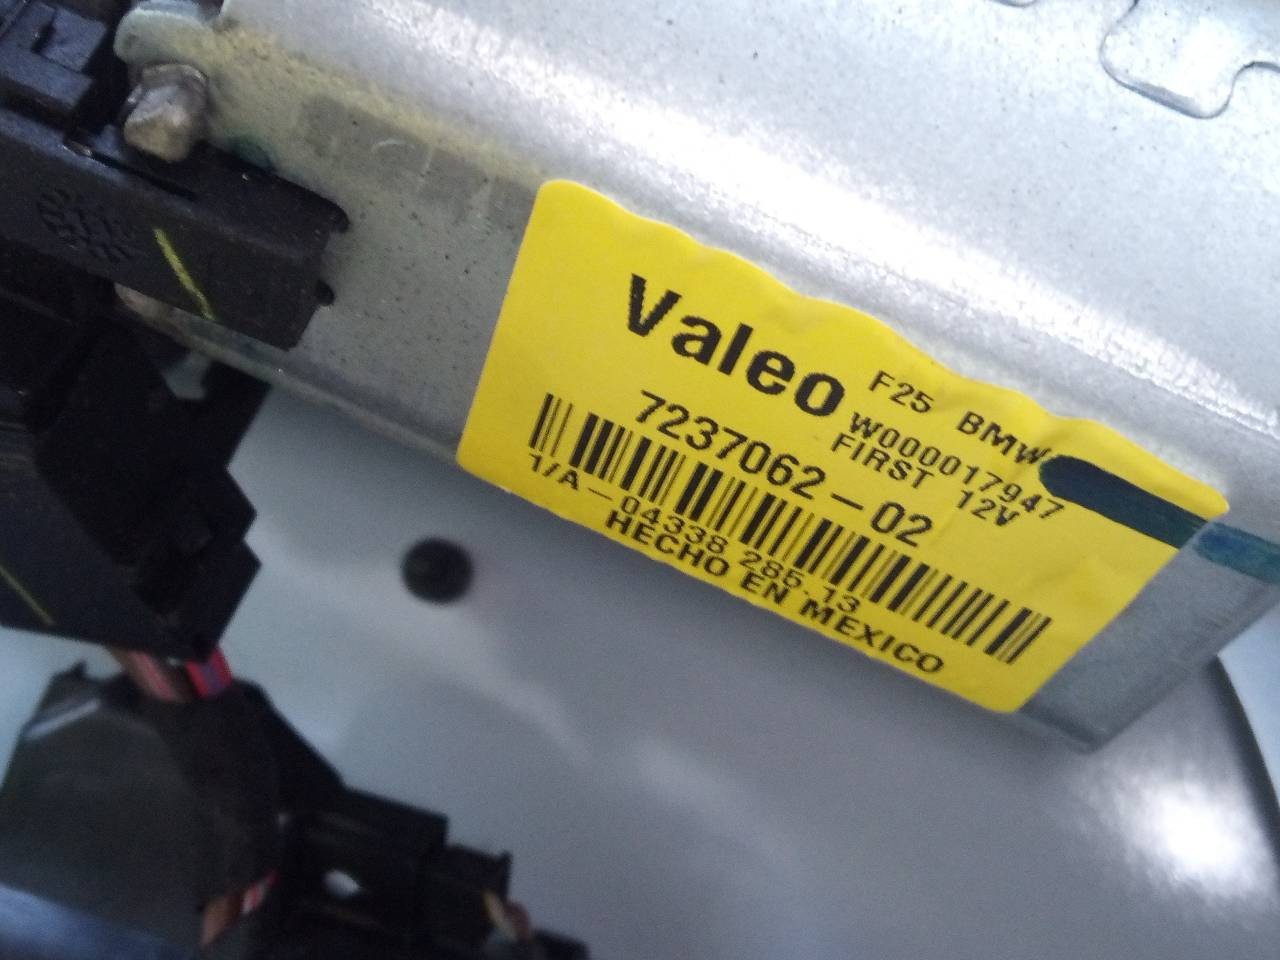 Valeo
F25 BMW
W000017947
FIRST 12V
7237062-02
1/A-04338 285.13
HECHO EN MEXICO